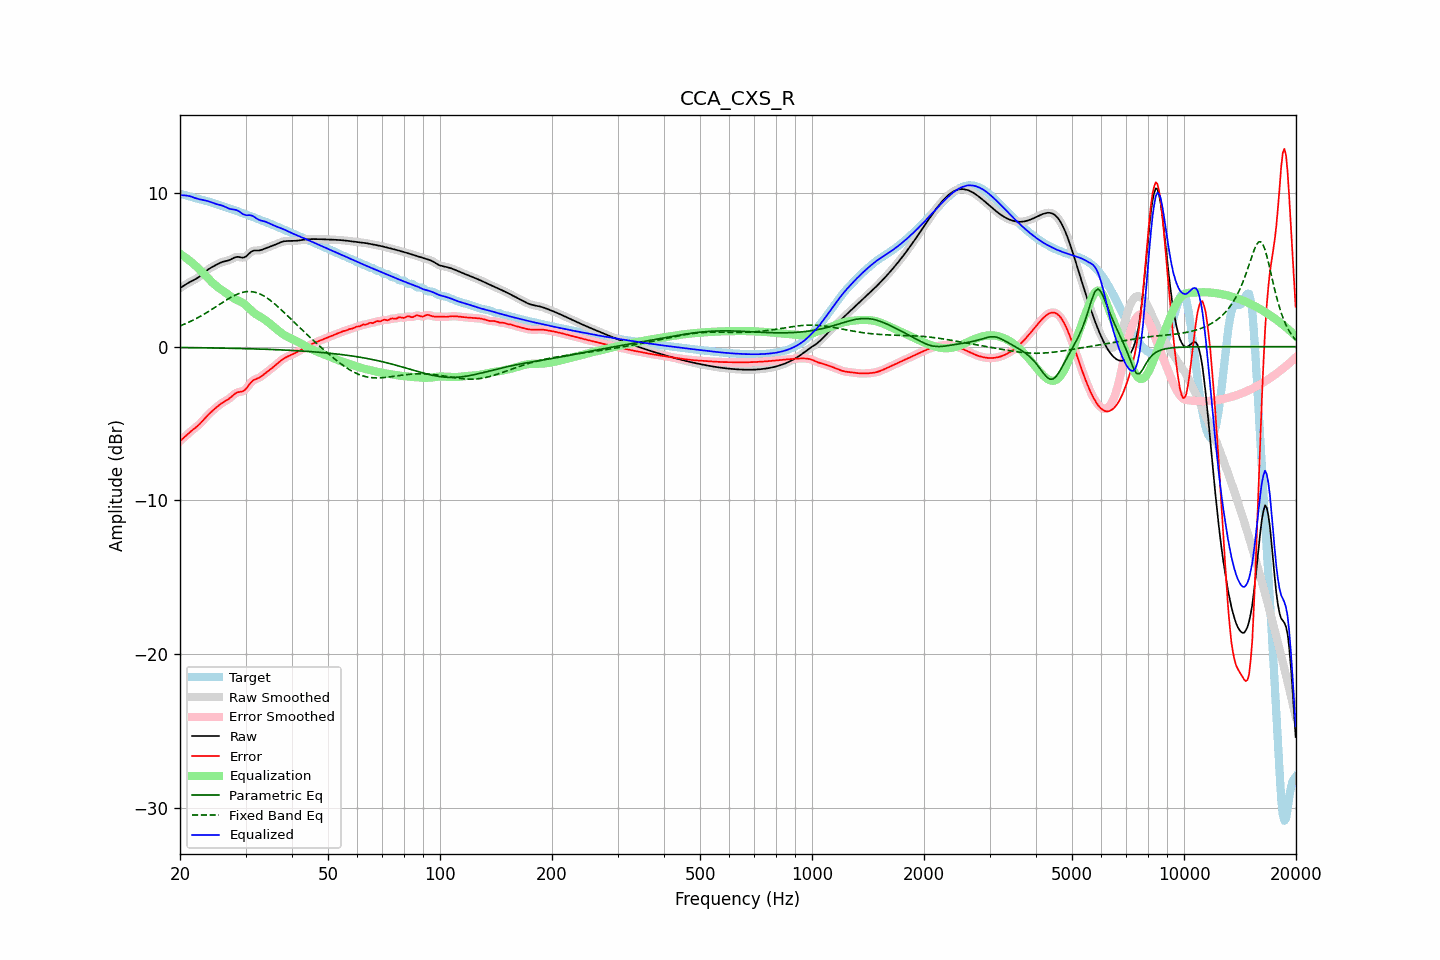 CCA_CXS_R
Amplitude (dBr)
10
0
−10
−20
−30
Target
Raw Smoothed
Error Smoothed
Raw
Error
Equalization
Parametric Eq
Fixed Band Eq
Equalized
20 50 100 200 500 1000 2000 5000 10000 20000
Frequency (Hz)